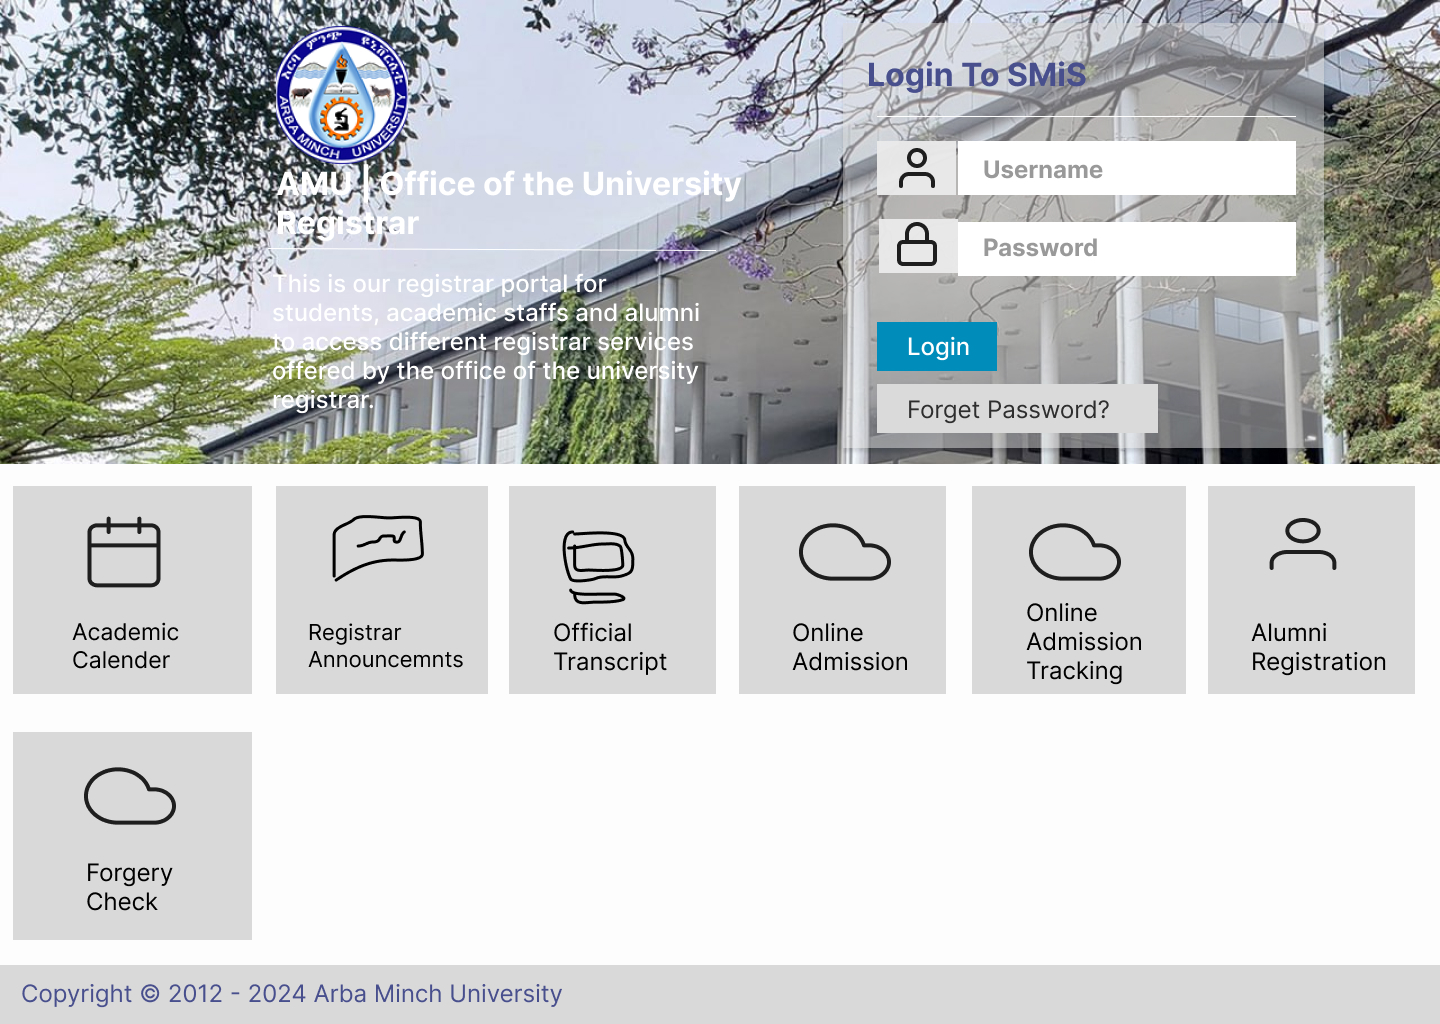 አርባ ምንጭ ዩኒቨርሲቲ
ARBA MINCH UNIVERSITY
AMU | Office of the University
Registrar
This is our registrar portal for
students, academic staffs and alumni
to access different registrar services
offered by the office of the university
registrar.
Login To SMiS
Username
Password
Login
Forget Password?
Academic
Calender
Registrar
Announcemnts
Official
Transcript
Online
Admission
Online
Admission
Tracking
Alumni
Registration
Forgery
Check
Copyright © 2012 - 2024 Arba Minch University